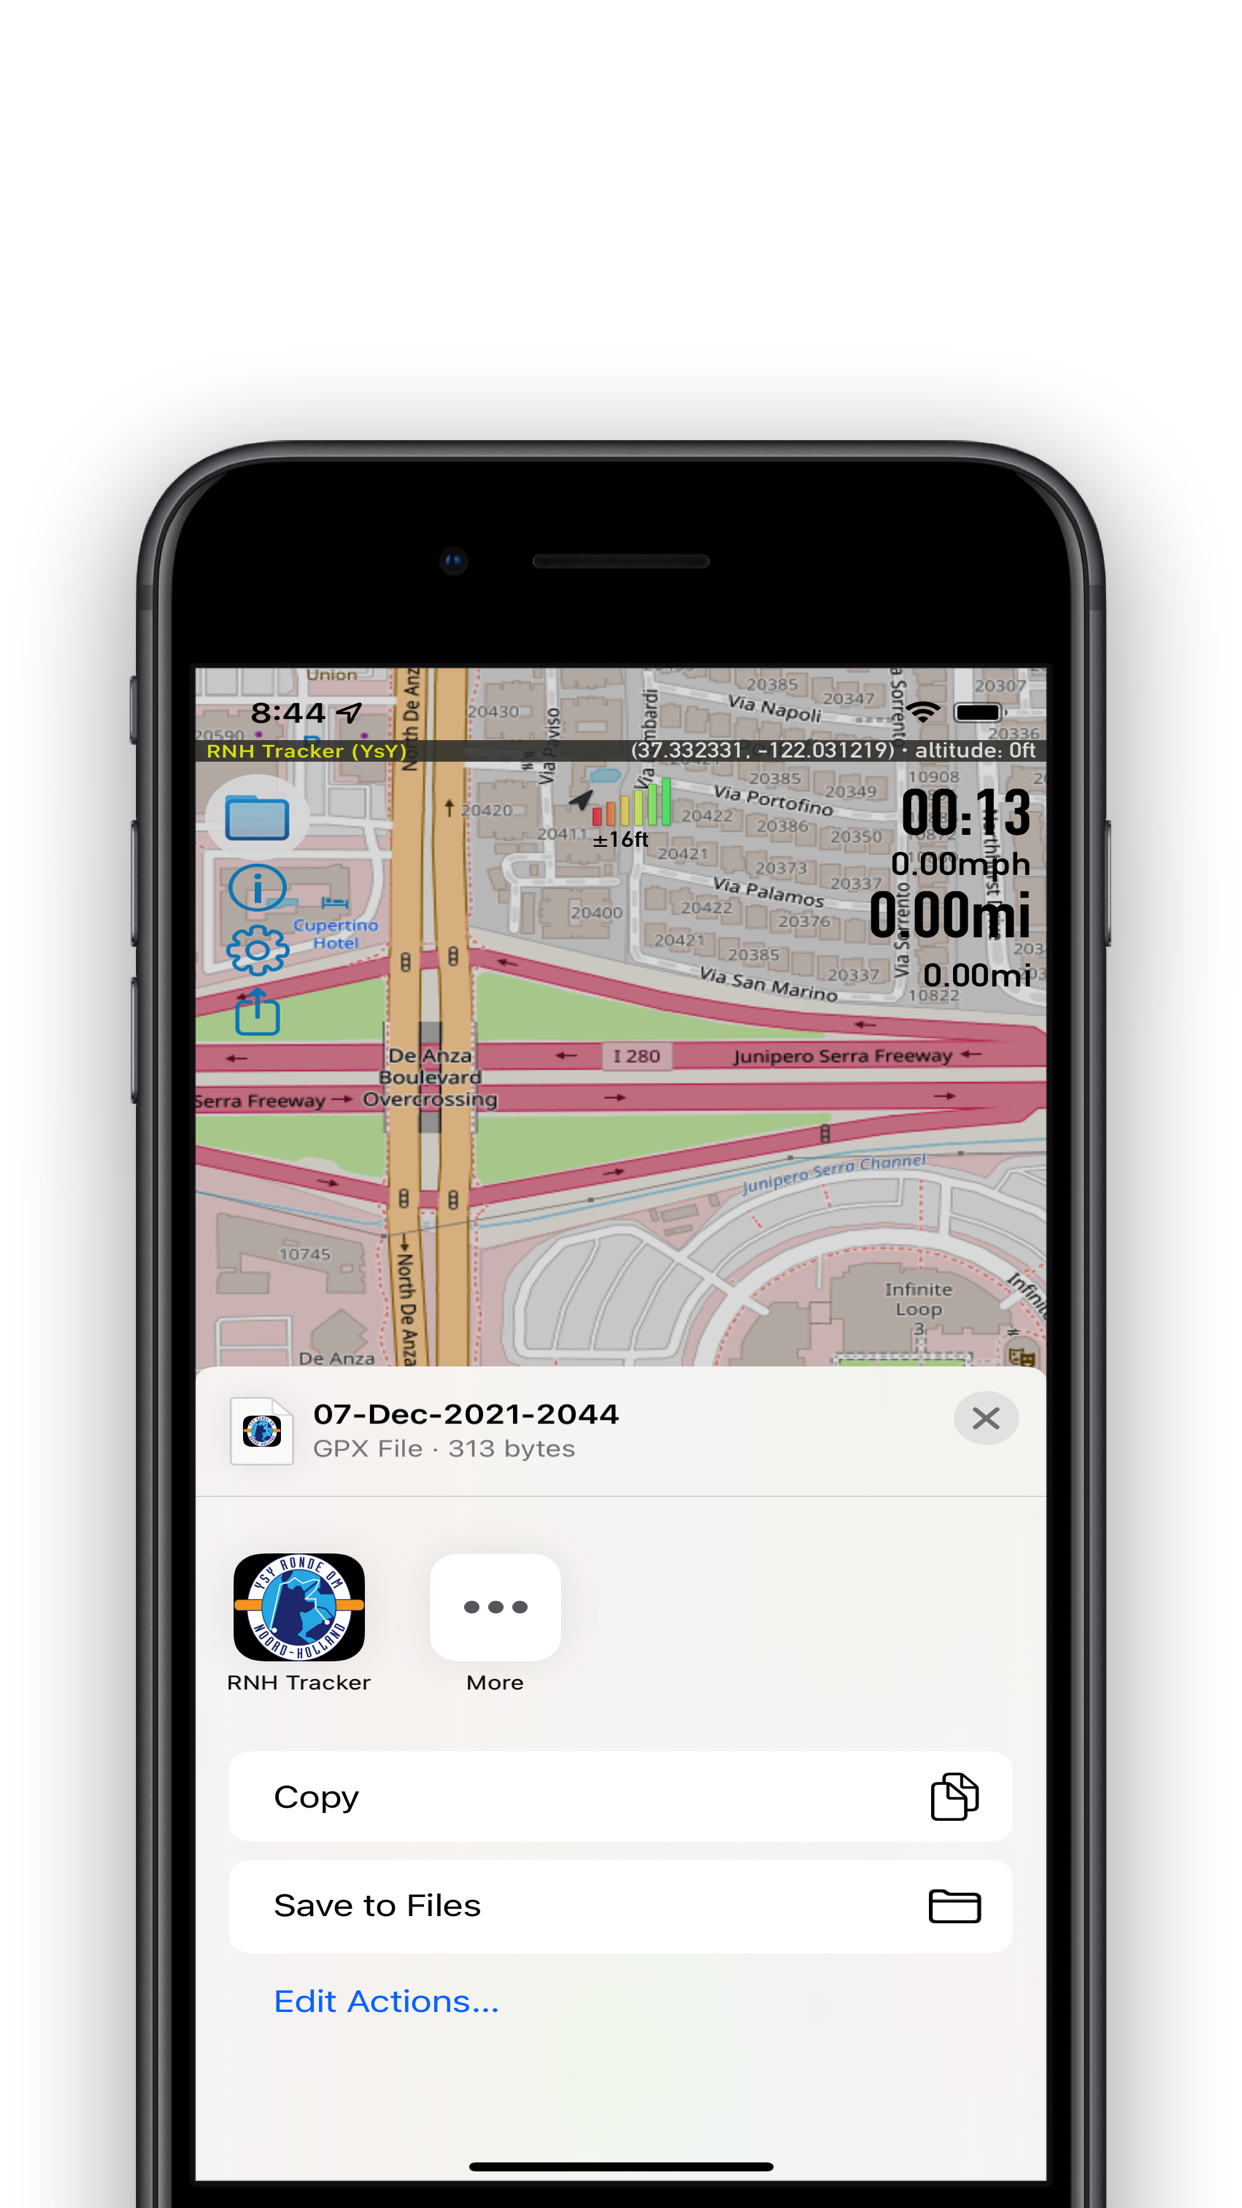 Union
North De Anz
20430
Via Paviso
20385
20347
Via Napoli
20307
8:44
20590
20336
RNH Tracker (YsY)
(37.332331, -122.031219) • altitude: 0ft
20385
20349
10908
Via Portofino
00:13
20420
20422
20386
20350
20411
±16ft
20421
20373
0.00mph
20337
Via Palamos
Cupertino
Hotel
20400
20422
20376
0.00mi
Via Sorrento
20421
20385
20337
0.00mi
Via San Marino
10822
De Anza
Boulevard
Overcrossing
I 280
Junipero Serra Freeway
Serra Freeway
Junipero Serra Channel
10745
North De Anza
Infinite
Loop
3
De Anza
07-Dec-2021-2044
GPX File · 313 bytes
YSY RONDE OM
NOORD-HOLLAND
RNH Tracker
More
Copy
Save to Files
Edit Actions...